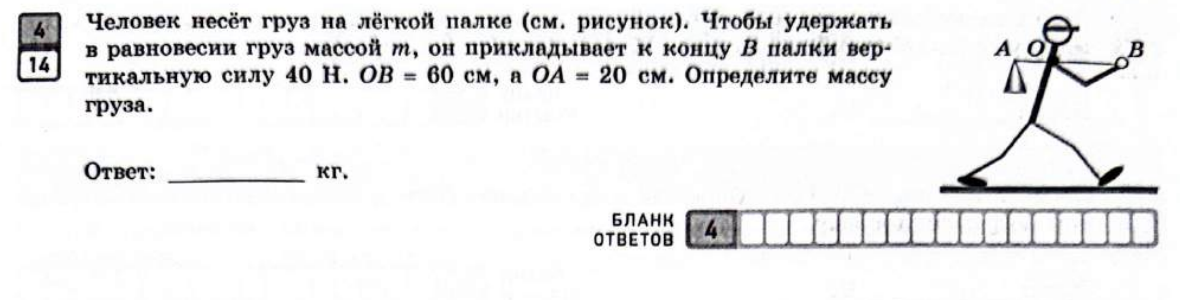 4
14
Человек несёт груз на лёгкой палке (см. рисунок). Чтобы удержать
в равновесии груз массой m, он прикладывает к концу B палки вер-
тикальную силу 40 Н. OB = 60 см, а OA = 20 см. Определите массу
груза.
A O B
Ответ: __________ кг.
БЛАНК
ОТВЕТОВ 4